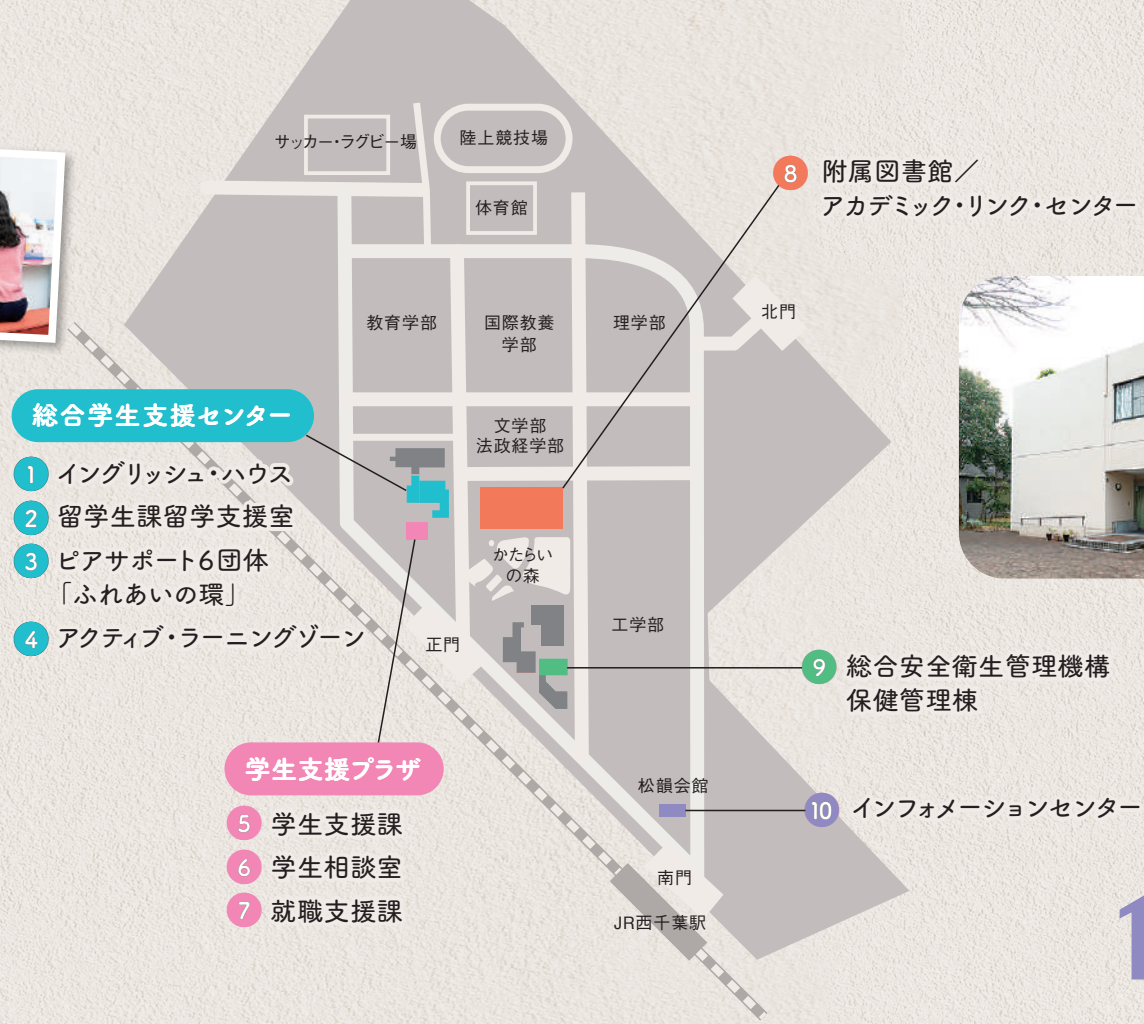 サッカー・ラグビー場
陸上競技場
体育館
8 附属図書館／
アカデミック・リンク・センター
北門
教育学部
国際教養
学部
理学部
文学部
法政経学部
総合学生支援センター
1 イングリッシュ・ハウス
2 留学生課留学支援室
3 ピアサポート6団体
「ふれあいの環」
4 アクティブ・ラーニングゾーン
かたらい
の森
正門
工学部
9 総合安全衛生管理機構
保健管理棟
学生支援プラザ
5 学生支援課
6 学生相談室
7 就職支援課
松韻会館
10 インフォメーションセンター
南門
JR西千葉駅
1